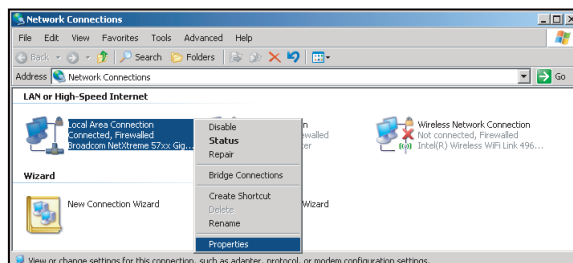 Network Connections
File Edit View Favorites Tools Advanced Help
Back Search Folders
Address Network Connections Go
LAN or High-Speed Internet
Local Area Connection
Connected, Firewalled
Broadcom NetXtreme 57xx Gig...
Disable
Status
Repair
Bridge Connections
Create Shortcut
Delete
Rename
Properties
Wireless Network Connection
Not connected, Firewalled
Intel(R) Wireless WiFi Link 496...
Wizard
New Connection Wizard
Wizard
View or change settings for this connection, such as adapter, protocol, or modem configuration settings.